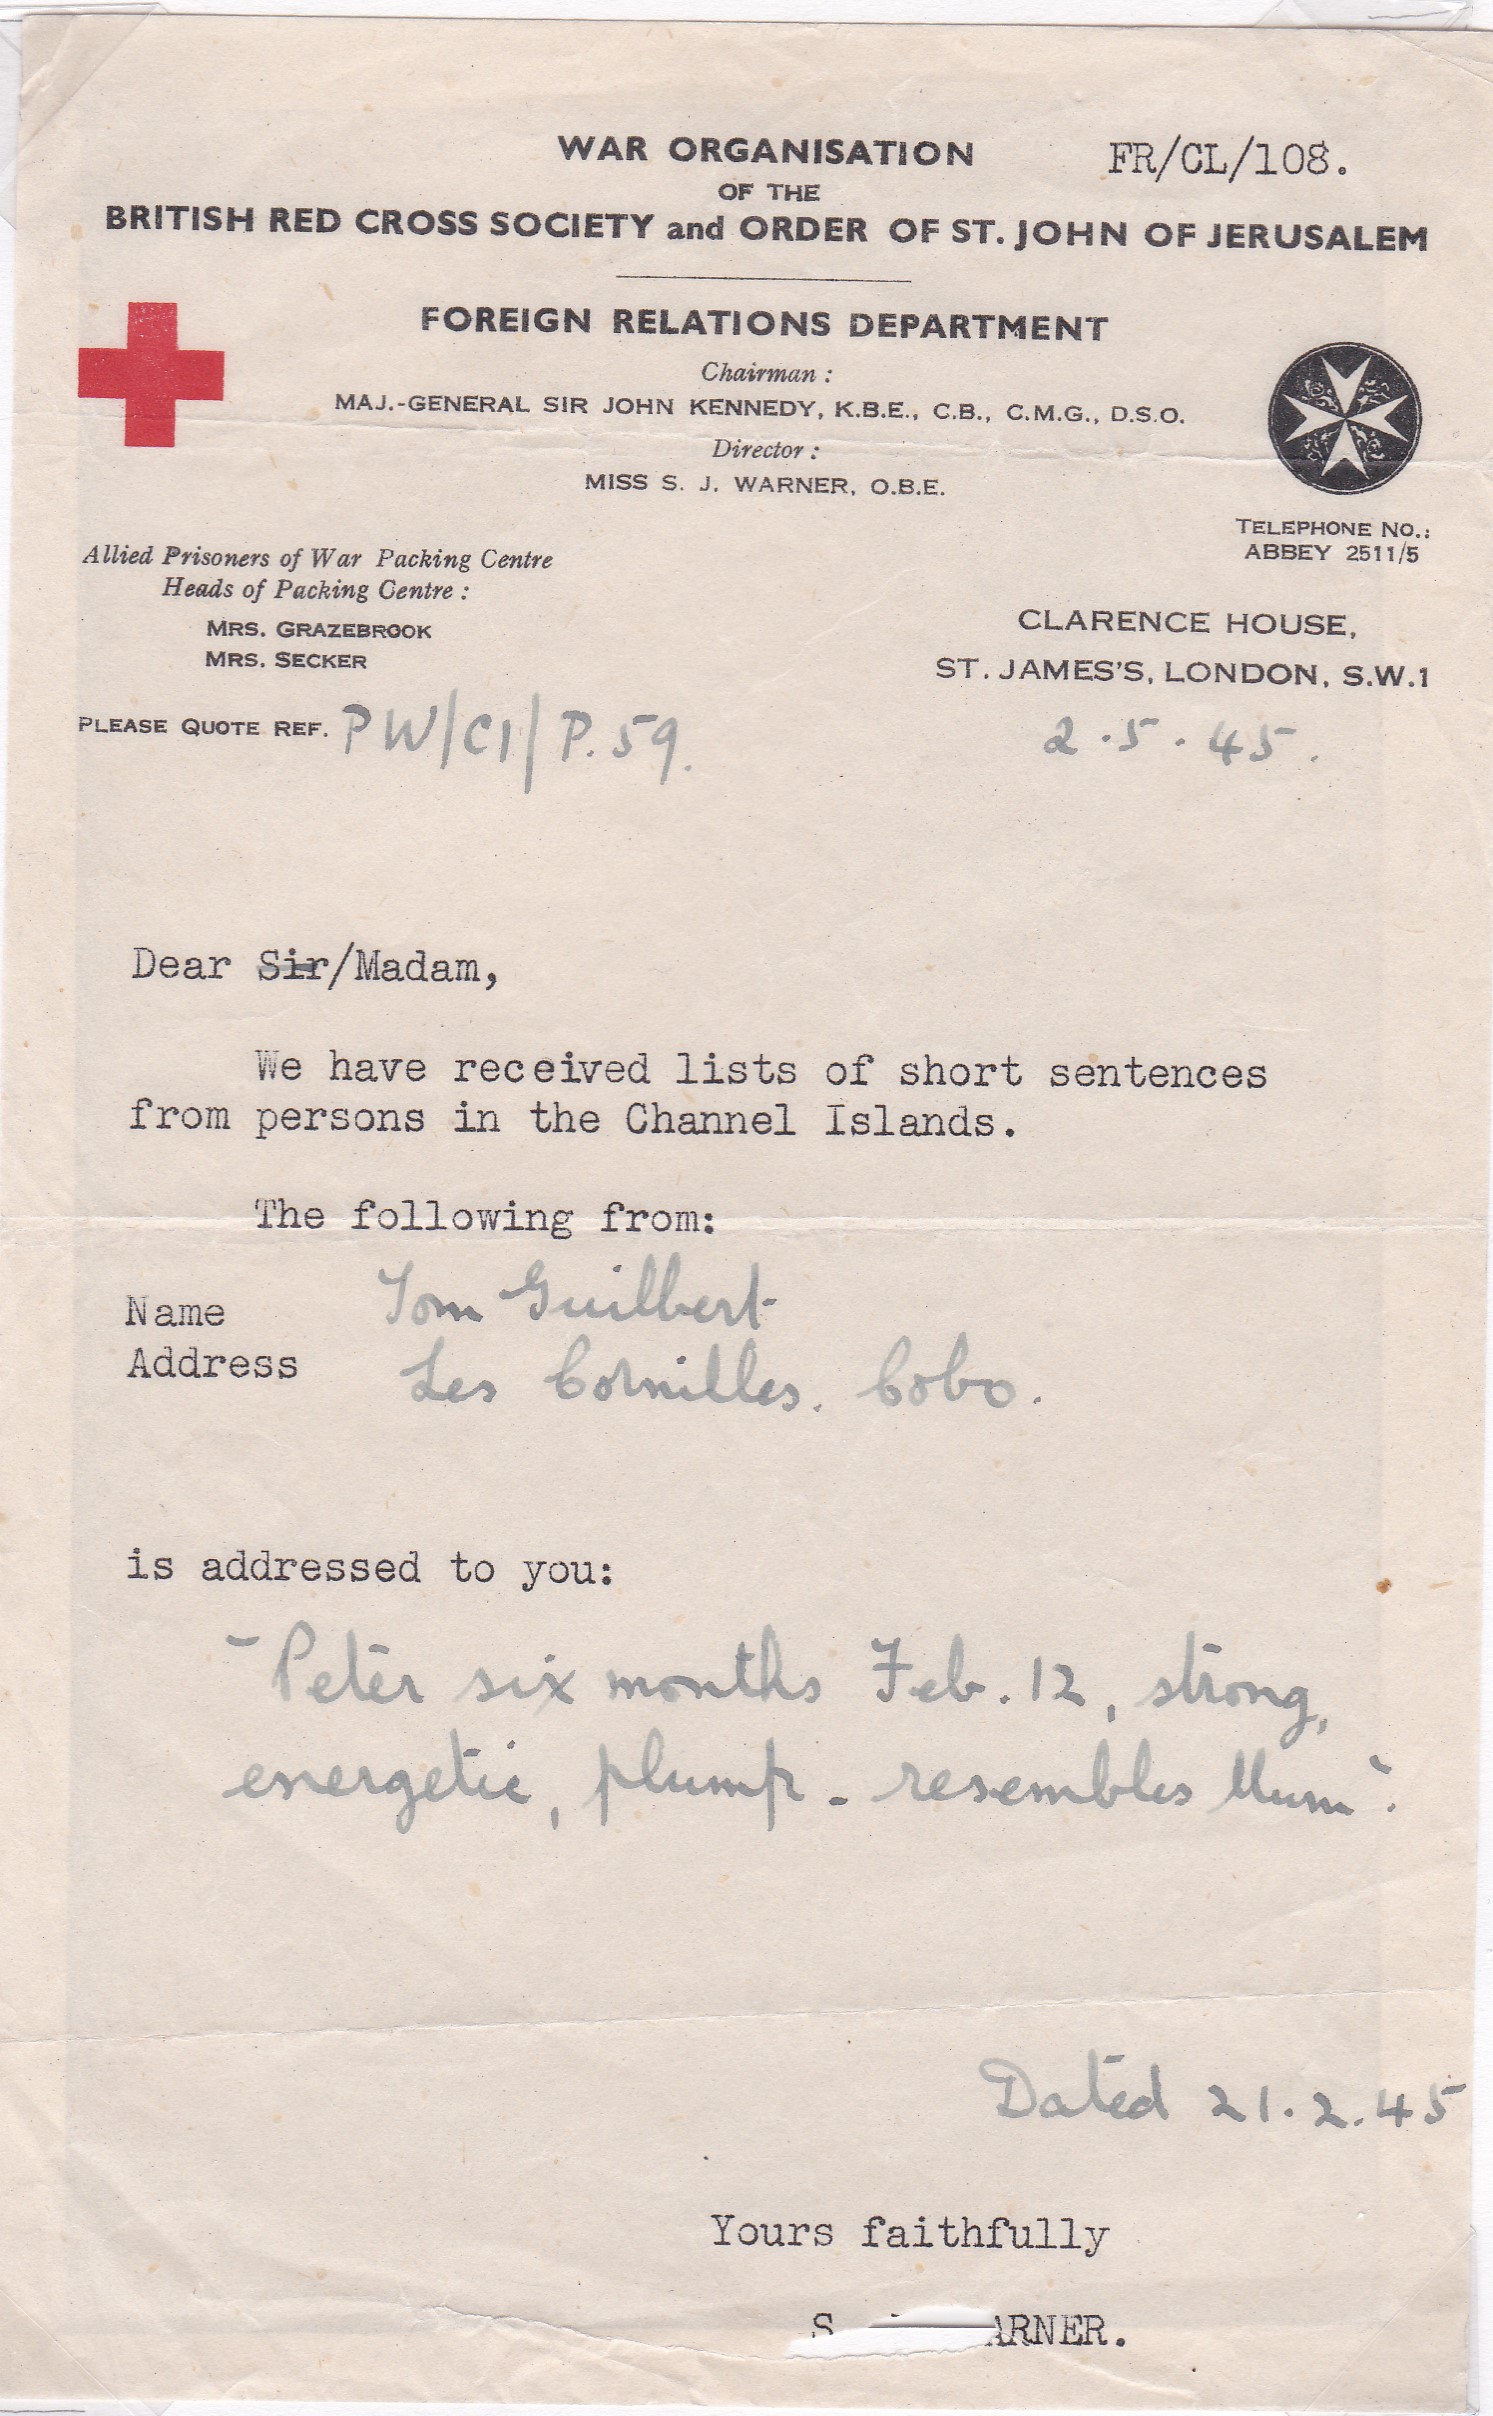 WAR ORGANISATION FR/CL/108.
OF THE
BRITISH RED CROSS SOCIETY and ORDER OF ST. JOHN OF JERUSALEM
FOREIGN RELATIONS DEPARTMENT
Chairman :
MAJ.-GENERAL SIR JOHN KENNEDY, K.B.E., C.B., C.M.G., D.S.O.
Director :
MISS S. J. WARNER, O.B.E.
TELEPHONE NO.:
ABBEY 2511/5
Allied Prisoners of War Packing Centre
Heads of Packing Centre :
MRS. GRAZEBROOK
MRS. SECKER
CLARENCE HOUSE,
ST. JAMES'S, LONDON, S.W.1
PLEASE QUOTE REF. PW/CI/P.59.
2.5.45.
Dear Sir/Madam,
We have received lists of short sentences
from persons in the Channel Islands.
The following from:
Name Tom Guilbert
Address Les Cornilles. Cobo.
is addressed to you:
"Peter six months Feb. 12, strong,
energetic, plump - resembles Mum".
Dated 21.2.45
Yours faithfully
S ARNER.